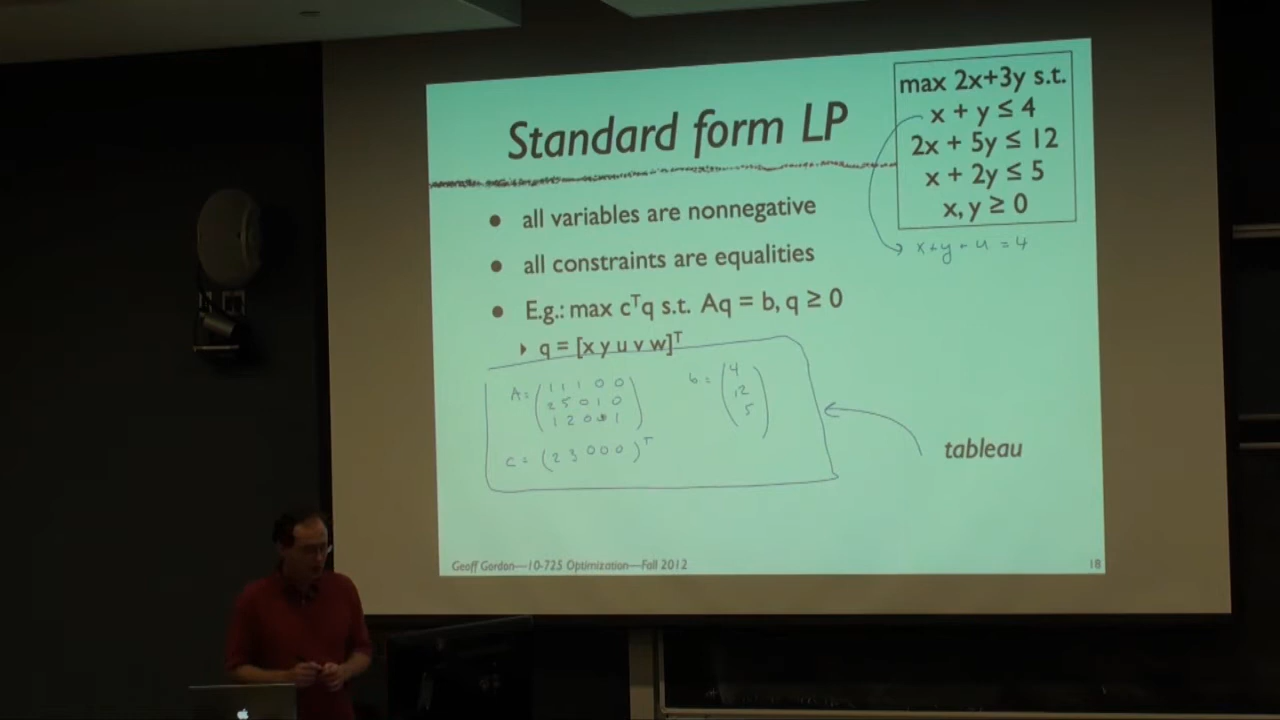 Standard form LP
max 2x+3y s.t.
x + y ≤ 4
2x + 5y ≤ 12
x + 2y ≤ 5
x, y ≥ 0
• all variables are nonnegative
• all constraints are equalities
• E.g.: max cᵀq s.t. Aq = b, q ≥ 0
‣ q = [x y u v w]ᵀ
A = ( 1 1 1 0 0
2 5 0 1 0
1 2 0 0 1 )
b = ( 4
12
5 )
c = ( 2 3 0 0 0 )ᵀ
tableau
Geoff Gordon—10-725 Optimization—Fall 2012
18